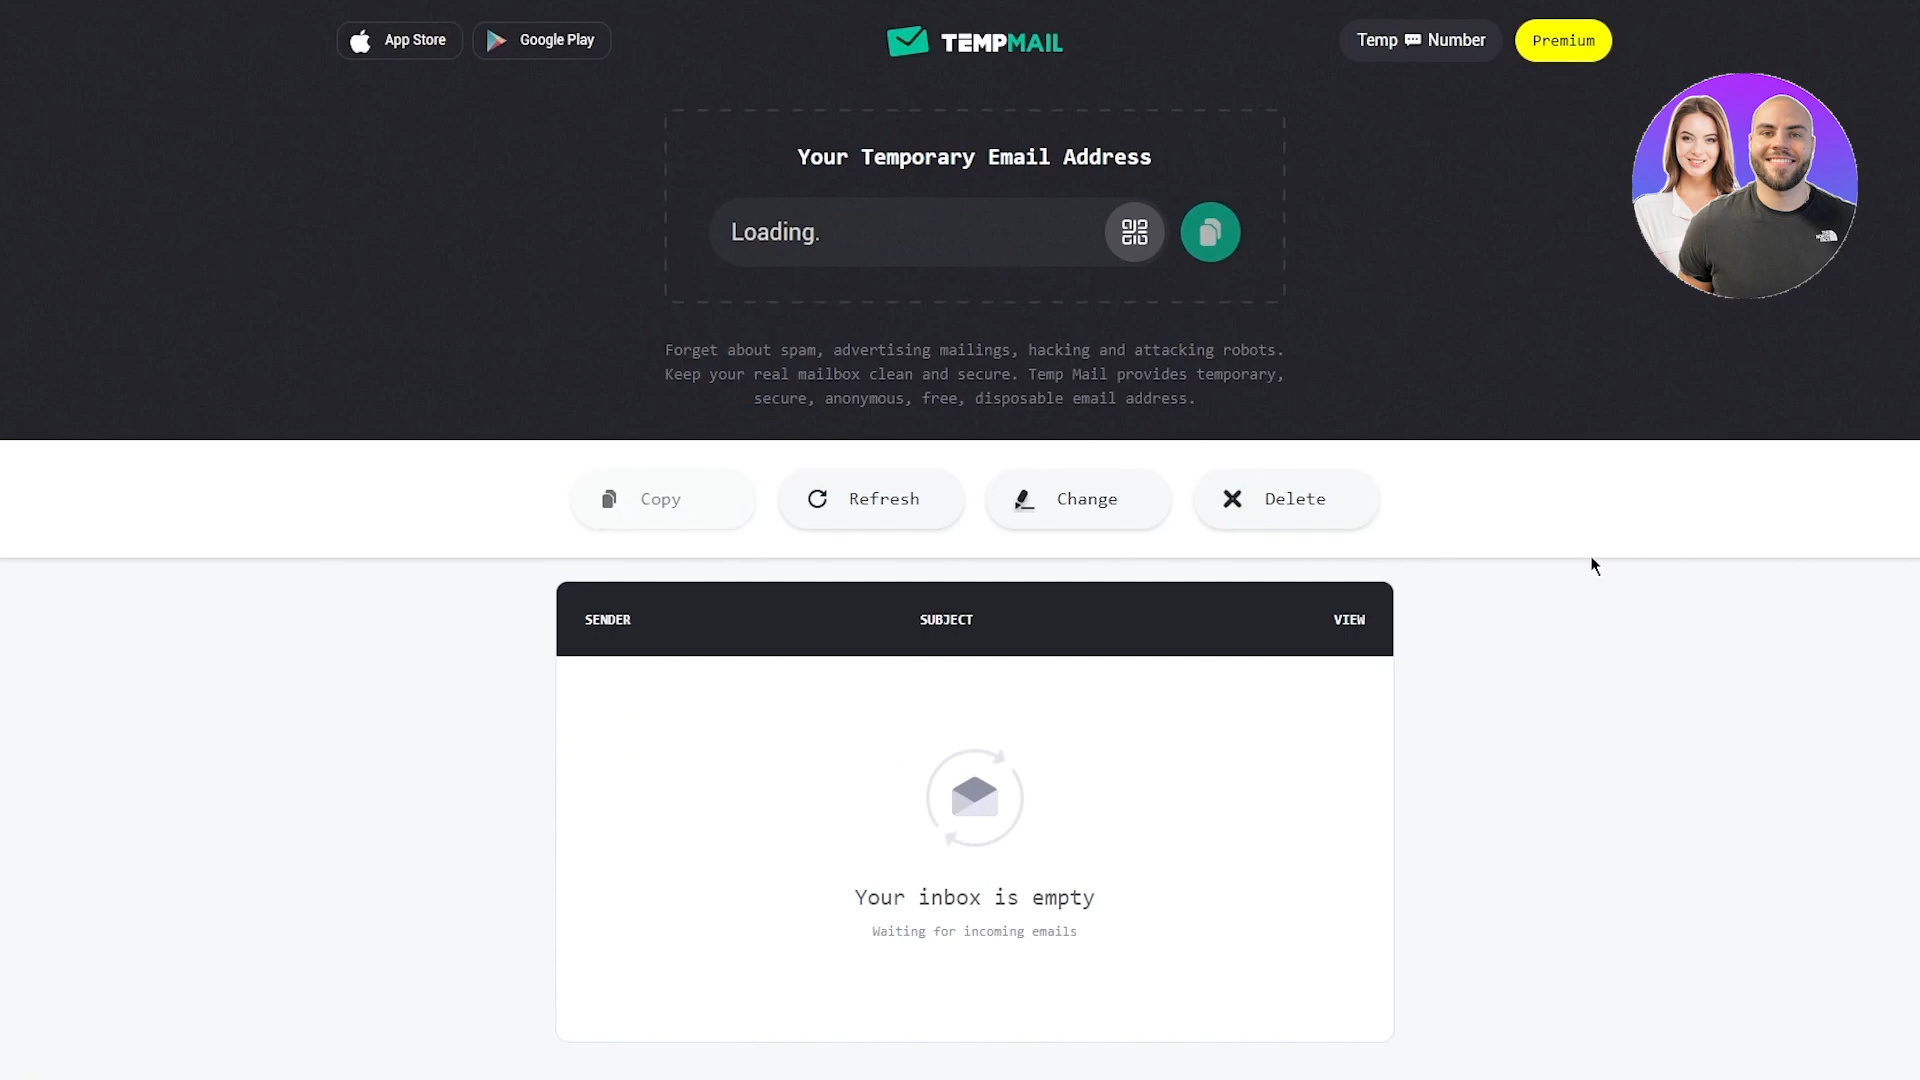 App Store
Google Play
TEMPMAIL
Temp Number
Premium
Your Temporary Email Address
Loading.
Forget about spam, advertising mailings, hacking and attacking robots.
Keep your real mailbox clean and secure. Temp Mail provides temporary,
secure, anonymous, free, disposable email address.
Copy
Refresh
Change
Delete
SENDER
SUBJECT
VIEW
Your inbox is empty
Waiting for incoming emails